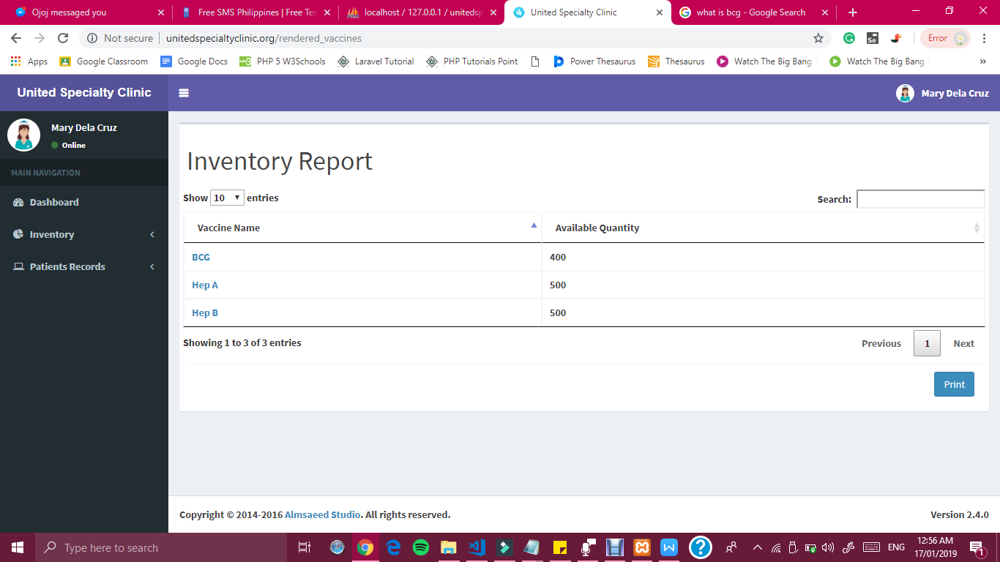 Ojoj messaged you
Free SMS Philippines | Free Tex
localhost / 127.0.0.1 / unitedsp
United Specialty Clinic
what is bcg - Google Search
Not secure | unitedspecialtyclinic.org/rendered_vaccines
Error
Apps
Google Classroom
Google Docs
PHP 5 W3Schools
Laravel Tutorial
PHP Tutorials Point
Power Thesaurus
Thesaurus
Watch The Big Bang T
Watch The Big Bang T
United Specialty Clinic
Mary Dela Cruz
Mary Dela Cruz
Online
MAIN NAVIGATION
Dashboard
Inventory
Patients Records
Inventory Report
Show 10 entries
Search:
Vaccine Name Available Quantity
BCG 400
Hep A 500
Hep B 500
Showing 1 to 3 of 3 entries
Previous 1 Next
Print
Copyright © 2014-2016 Almsaeed Studio. All rights reserved.
Version 2.4.0
Type here to search
ENG
12:56 AM
17/01/2019
1